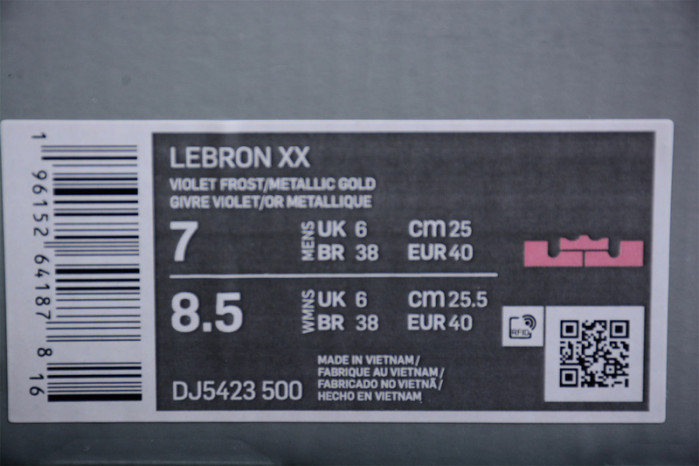 LEBRON XX
VIOLET FROST/METALLIC GOLD
GIVRE VIOLET/OR METALLIQUE
7
MENS
UK 6 cm 25
BR 38 EUR 40
8.5
WMNS
UK 6 cm 25.5
BR 38 EUR 40
RFID
MADE IN VIETNAM/
FABRIQUE AU VIETNAM/
FABRICADO NO VIETNÃ/
HECHO EN VIETNAM
DJ5423 500
1 96152 64187 8 16